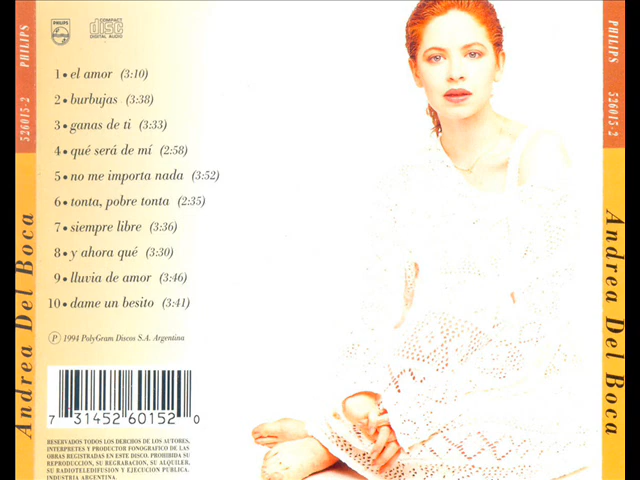 PHILIPS
526015-2
Andrea Del Boca
PHILIPS
COMPACT
disc
DIGITAL AUDIO
1 • el amor (3:10)
2 • burbujas (3:38)
3 • ganas de ti (3:33)
4 • qué será de mí (2:58)
5 • no me importa nada (3:52)
6 • tonta, pobre tonta (2:35)
7 • siempre libre (3:36)
8 • y ahora qué (3:30)
9 • lluvia de amor (3:46)
10 • dame un besito (3:41)
Ⓟ 1994 PolyGram Discos S.A. Argentina
7 31452 60152 0
RESERVADOS TODOS LOS DERCHOS DE LOS AUTORES,
INTERPRETES Y PRODUCTOR FONOGRAFICO DE LAS
OBRAS REGISTRADAS EN ESTE DISCO. PROHIBIDA SU
REPRODUCCION, SU REGRABACION, SU ALQUILER,
SU RADIOTELEDIFUSION Y EJECUCION PUBLICA.
INDUSTRIA ARGENTINA.
PHILIPS
526015-2
Andrea Del Boca